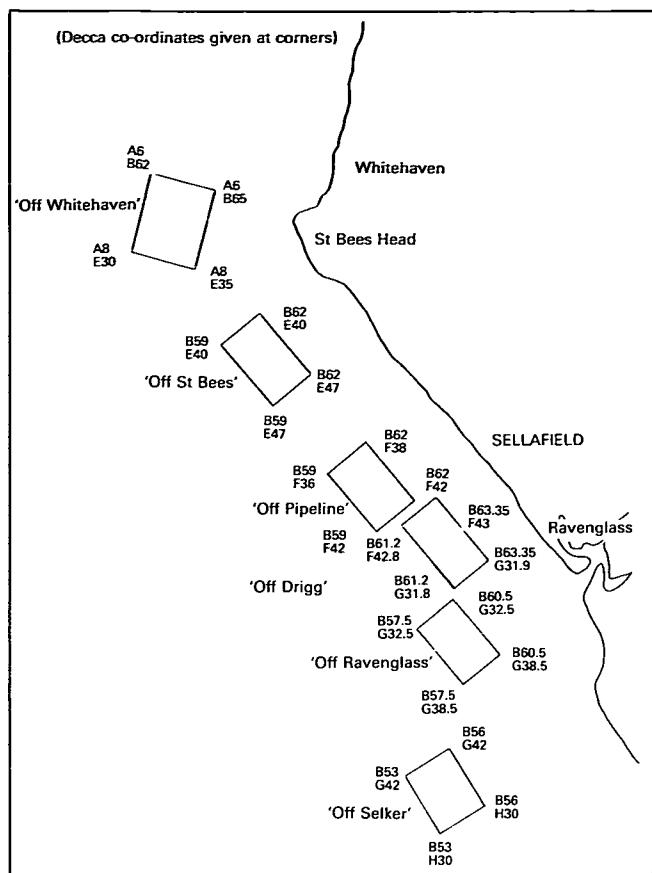 (Decca co-ordinates given at corners)
A6
B62
A6
B65
Whitehaven
'Off Whitehaven'
St Bees Head
A8
E30
A8
E35
B62
E40
B59
E40
B62
E47
'Off St Bees'
B59
E47
SELLAFIELD
B62
F38
B59
F36
B62
F42
'Off Pipeline'
B63.35
F43
Ravenglass
B59
F42
B61.2
F42.8
B63.35
G31.9
'Off Drigg'
B61.2
G31.8
B60.5
G32.5
B57.5
G32.5
'Off Ravenglass'
B60.5
G38.5
B57.5
G38.5
B56
G42
B53
G42
'Off Selker'
B56
H30
B53
H30